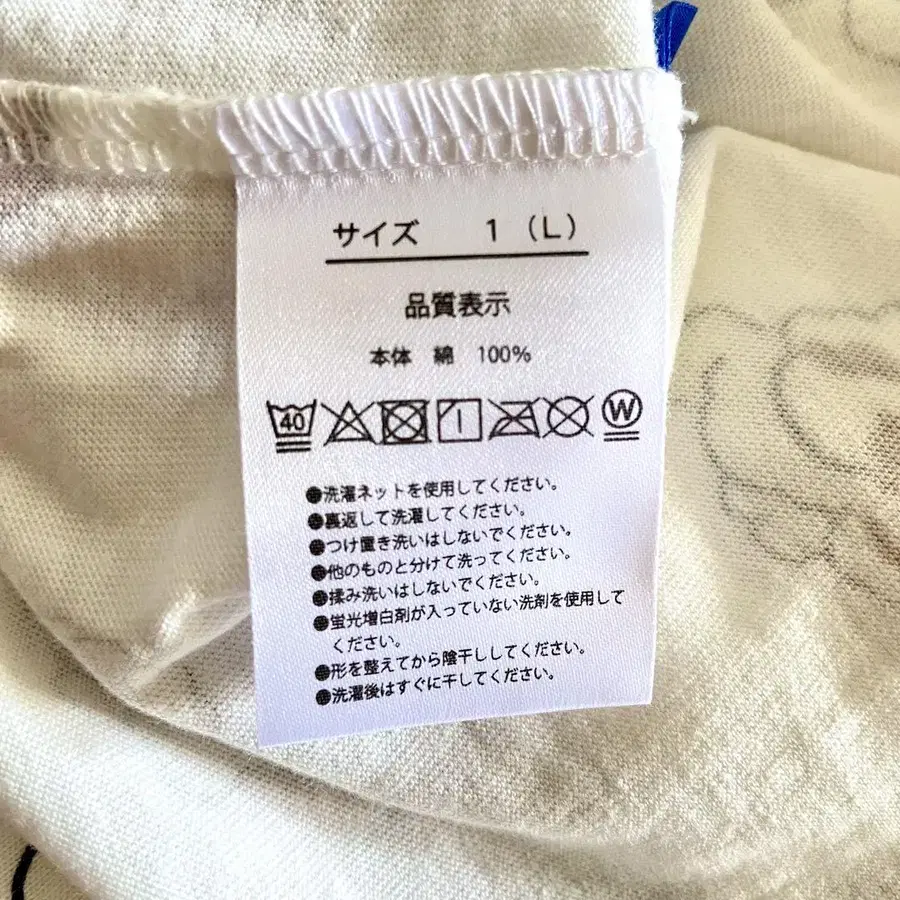 サイズ 1（L）
品質表示
本体 綿 100%
40 W
●洗濯ネットを使用してください。
●裏返して洗濯してください。
●つけ置き洗いはしないでください。
●他のものと分けて洗ってください。
●揉み洗いはしないでください。
●蛍光増白剤が入っていない洗剤を使用して
ください。
●形を整えてから陰干ししてください。
●洗濯後はすぐに干してください。